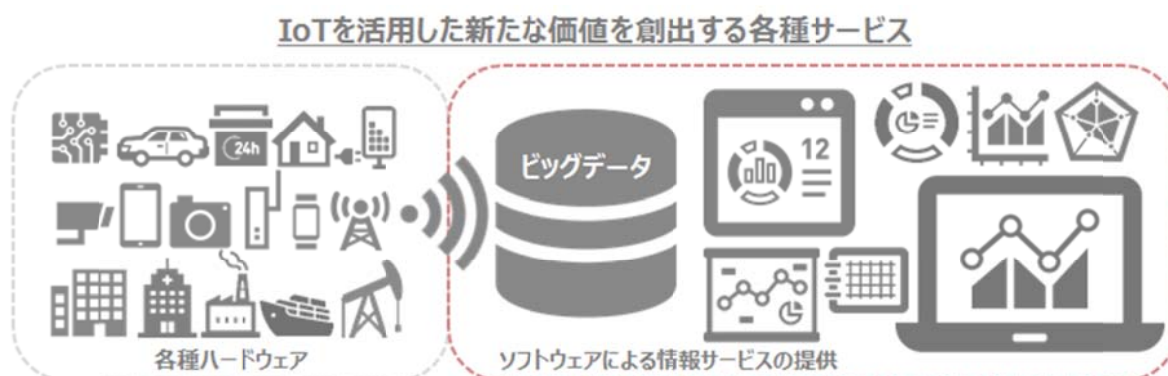 IoTを活用した新たな価値を創出する各種サービス
24h
ビッグデータ
12
各種ハードウェア
ソフトウェアによる情報サービスの提供